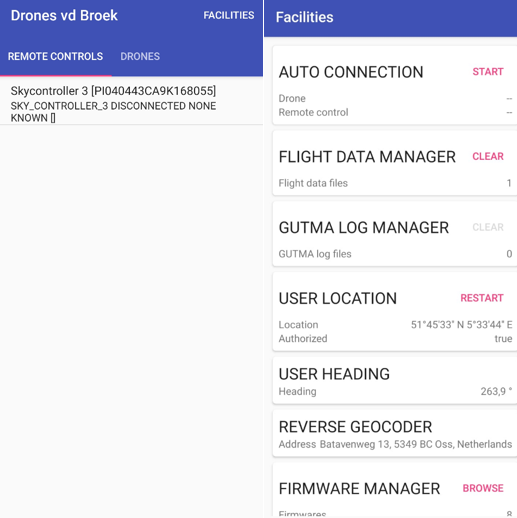 Drones vd Broek
FACILITIES
REMOTE CONTROLS
DRONES
Skycontroller 3 [PI040443CA9K168055]
SKY_CONTROLLER_3 DISCONNECTED NONE
KNOWN []
Facilities
AUTO CONNECTION
START
Drone --
Remote control --
FLIGHT DATA MANAGER
CLEAR
Flight data files 1
GUTMA LOG MANAGER
CLEAR
GUTMA log files 0
USER LOCATION
RESTART
Location 51°45'33" N 5°33'44" E
Authorized true
USER HEADING
Heading 263,9 °
REVERSE GEOCODER
Address Batavenweg 13, 5349 BC Oss, Netherlands
FIRMWARE MANAGER
BROWSE
Firmwares 8